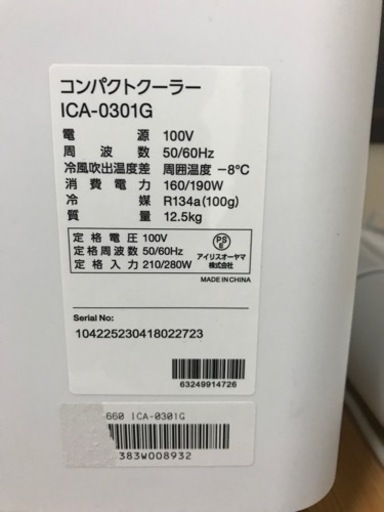 コンパクトクーラー
ICA-0301G
電源 100V
周波数 50/60Hz
冷風吹出温度差 周囲温度 -8℃
消費電力 160/190W
冷媒 R134a(100g)
質量 12.5kg
定格電圧 100V
定格周波数 50/60Hz
定格入力 210/280W
PS
E
アイリスオーヤマ
株式会社
MADE IN CHINA
Serial No:
104225230418022723
63249914726
660 ICA-0301G
383W008932